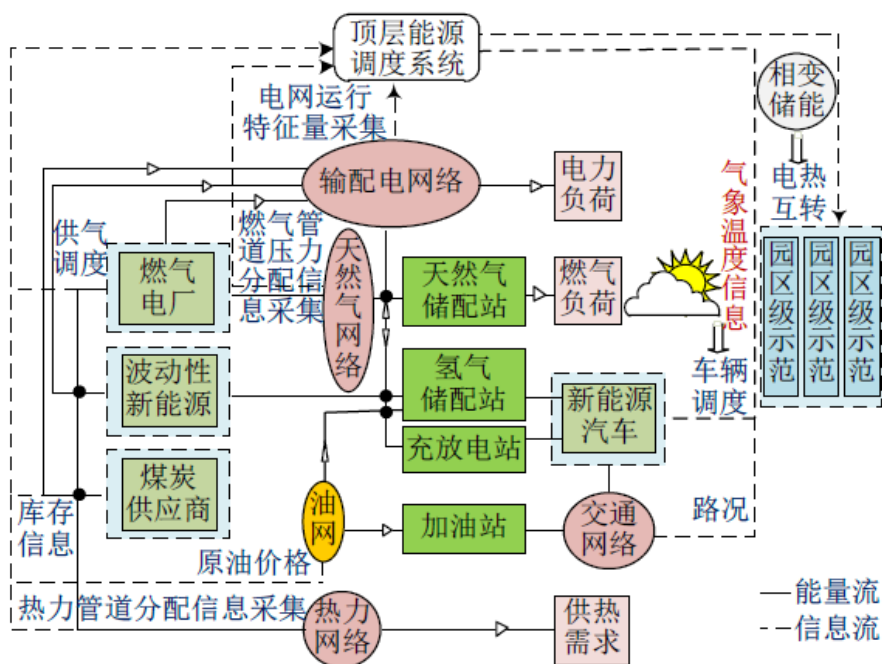 顶层能源
调度系统
相变
储能
电网运行
特征量采集
输配电网络
电力
负荷
电热
互转
气象温度信息
供气
调度
燃气管
道压力
分配信
息采集
天然气网络
燃气
电厂
天然气
储配站
燃气
负荷
园区级示范
园区级示范
园区级示范
波动性
新能源
氢气
储配站
新能源
汽车
车辆
调度
充放电站
煤炭
供应商
库存
信息
油网
加油站
交通
网络
路况
原油价格
热力管道分配信息采集
热力
网络
供热
需求
能量流
信息流